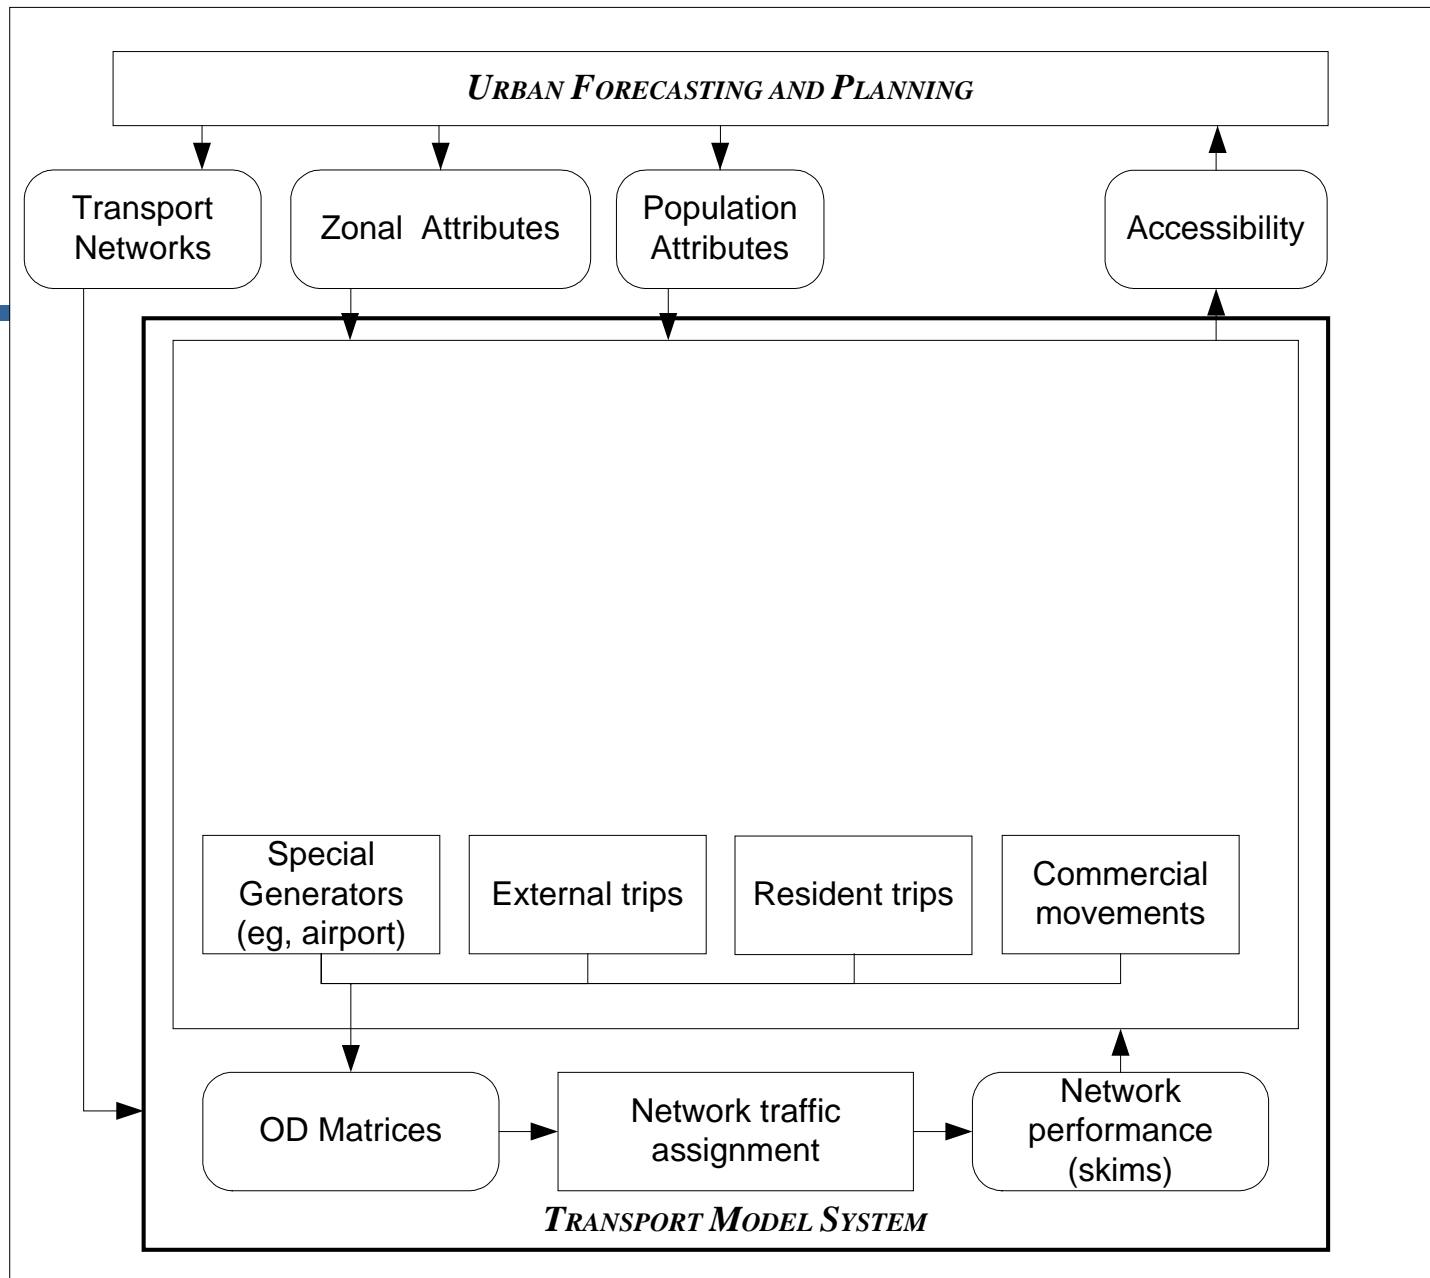 URBAN FORECASTING AND PLANNING
Transport
Networks
Zonal Attributes
Population
Attributes
Accessibility
Special
Generators
(eg, airport)
External trips
Resident trips
Commercial
movements
OD Matrices
Network traffic
assignment
Network
performance
(skims)
TRANSPORT MODEL SYSTEM